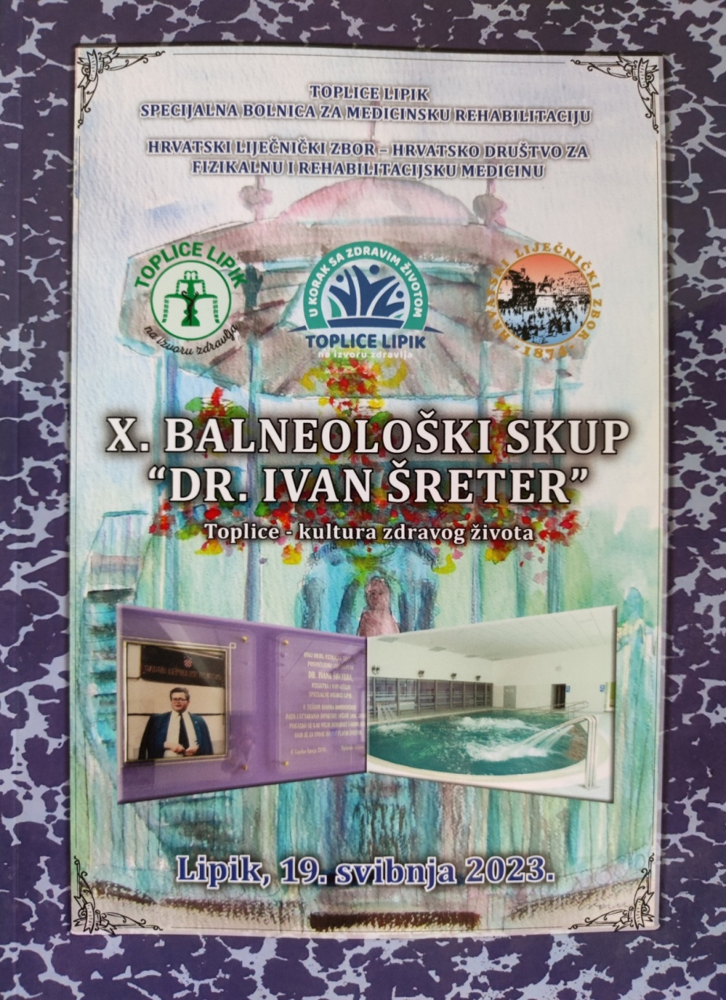 TOPLICE LIPIK
SPECIJALNA BOLNICA ZA MEDICINSKU REHABILITACIJU
HRVATSKI LIJEČNIČKI ZBOR – HRVATSKO DRUŠTVO ZA
FIZIKALNU I REHABILITACIJSKU MEDICINU
TOPLICE LIPIK
na izvoru zdravlja
U KORAK SA ZDRAVIM ŽIVOTOM
TOPLICE LIPIK
na izvoru zdravlja
HRVATSKI LIJEČNIČKI ZBOR
1874
X. BALNEOLOŠKI SKUP
“DR. IVAN ŠRETER”
Toplice - kultura zdravog života
DR. IVANA ŠRETERA,
Lipik, 19. svibnja 2023.